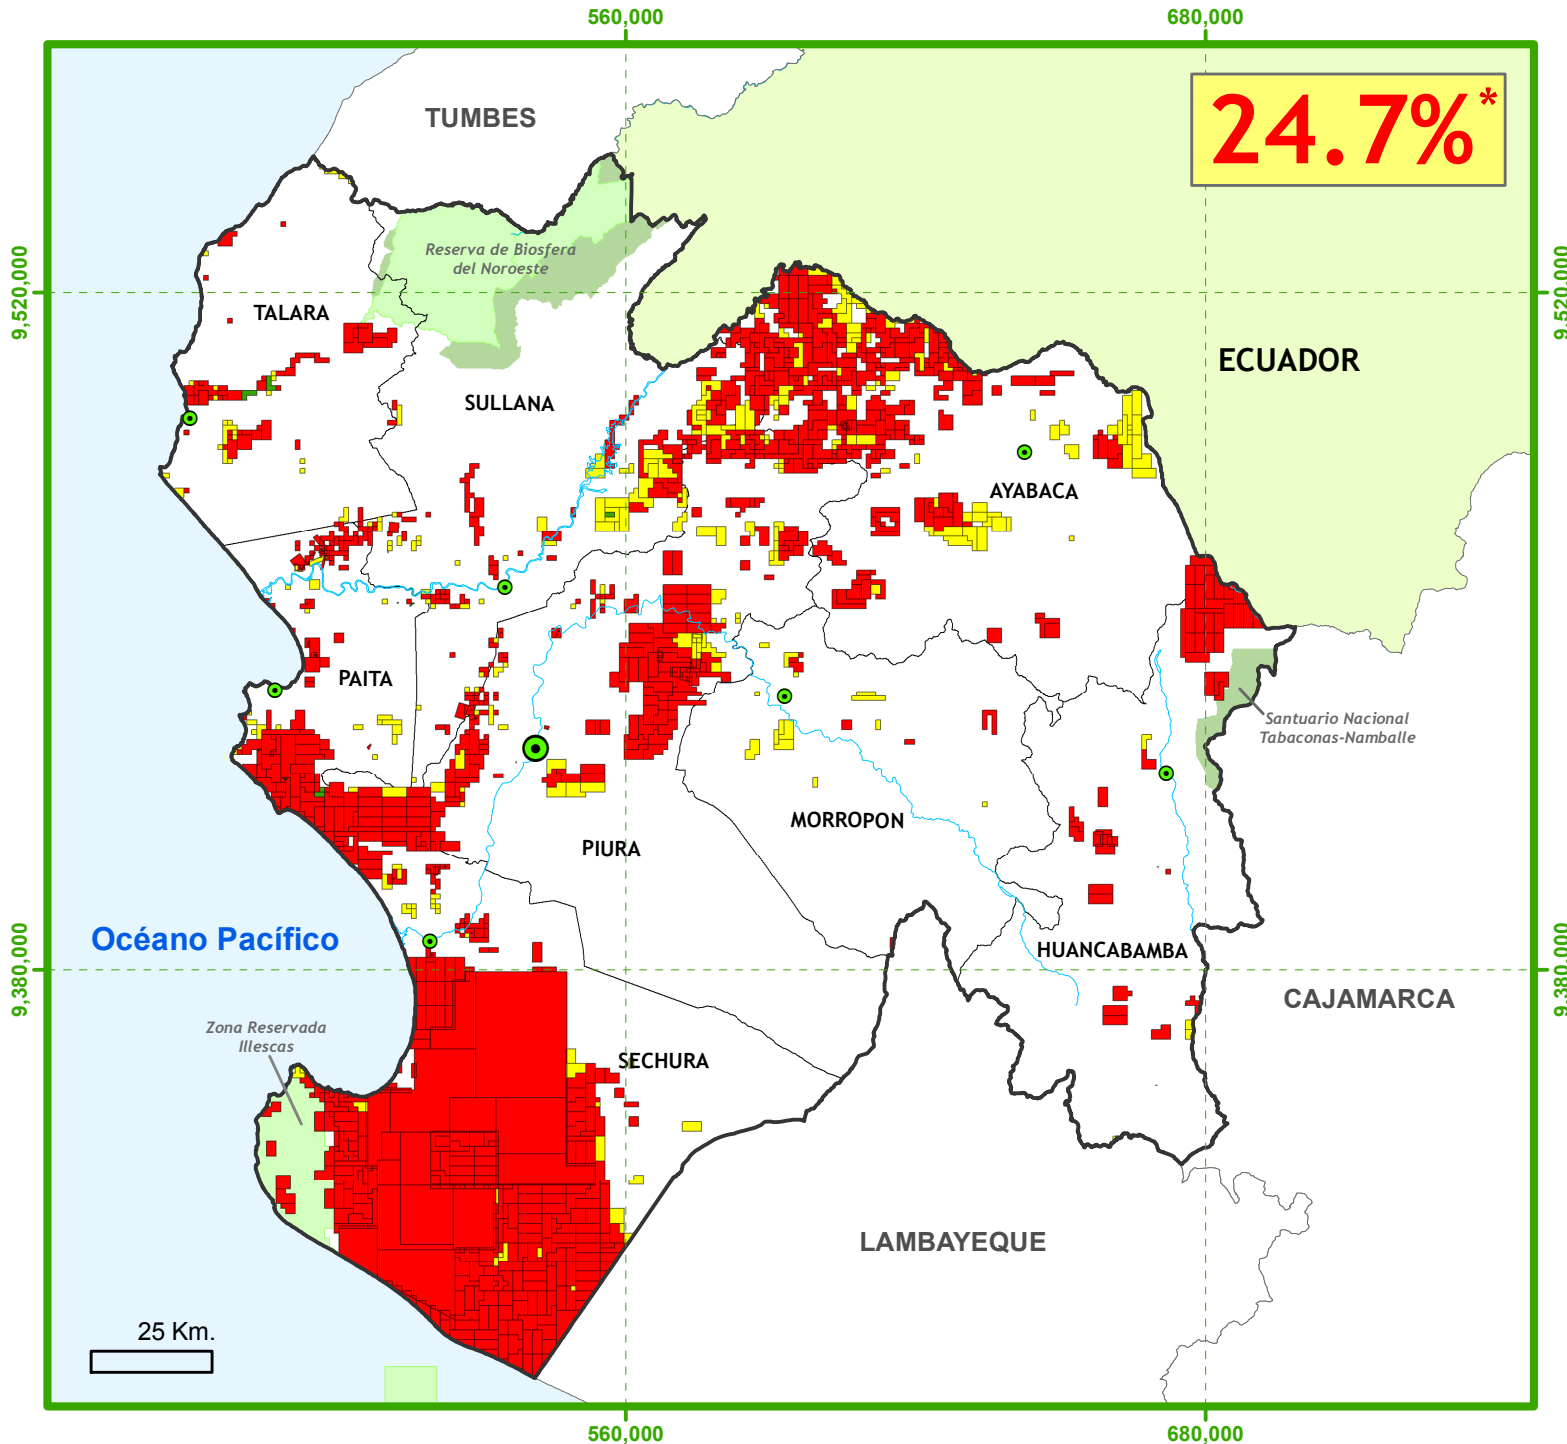 560,000
680,000
24.7%*
TUMBES
Reserva de Biosfera
del Noroeste
9,520,000
9,520,000
TALARA
ECUADOR
SULLANA
AYABACA
PAITA
Santuario Nacional
Tabaconas-Namballe
MORROPON
PIURA
Océano Pacífico
HUANCABAMBA
9,380,000
9,380,000
CAJAMARCA
Zona Reservada
Illescas
SECHURA
LAMBAYEQUE
25 Km.
560,000
680,000